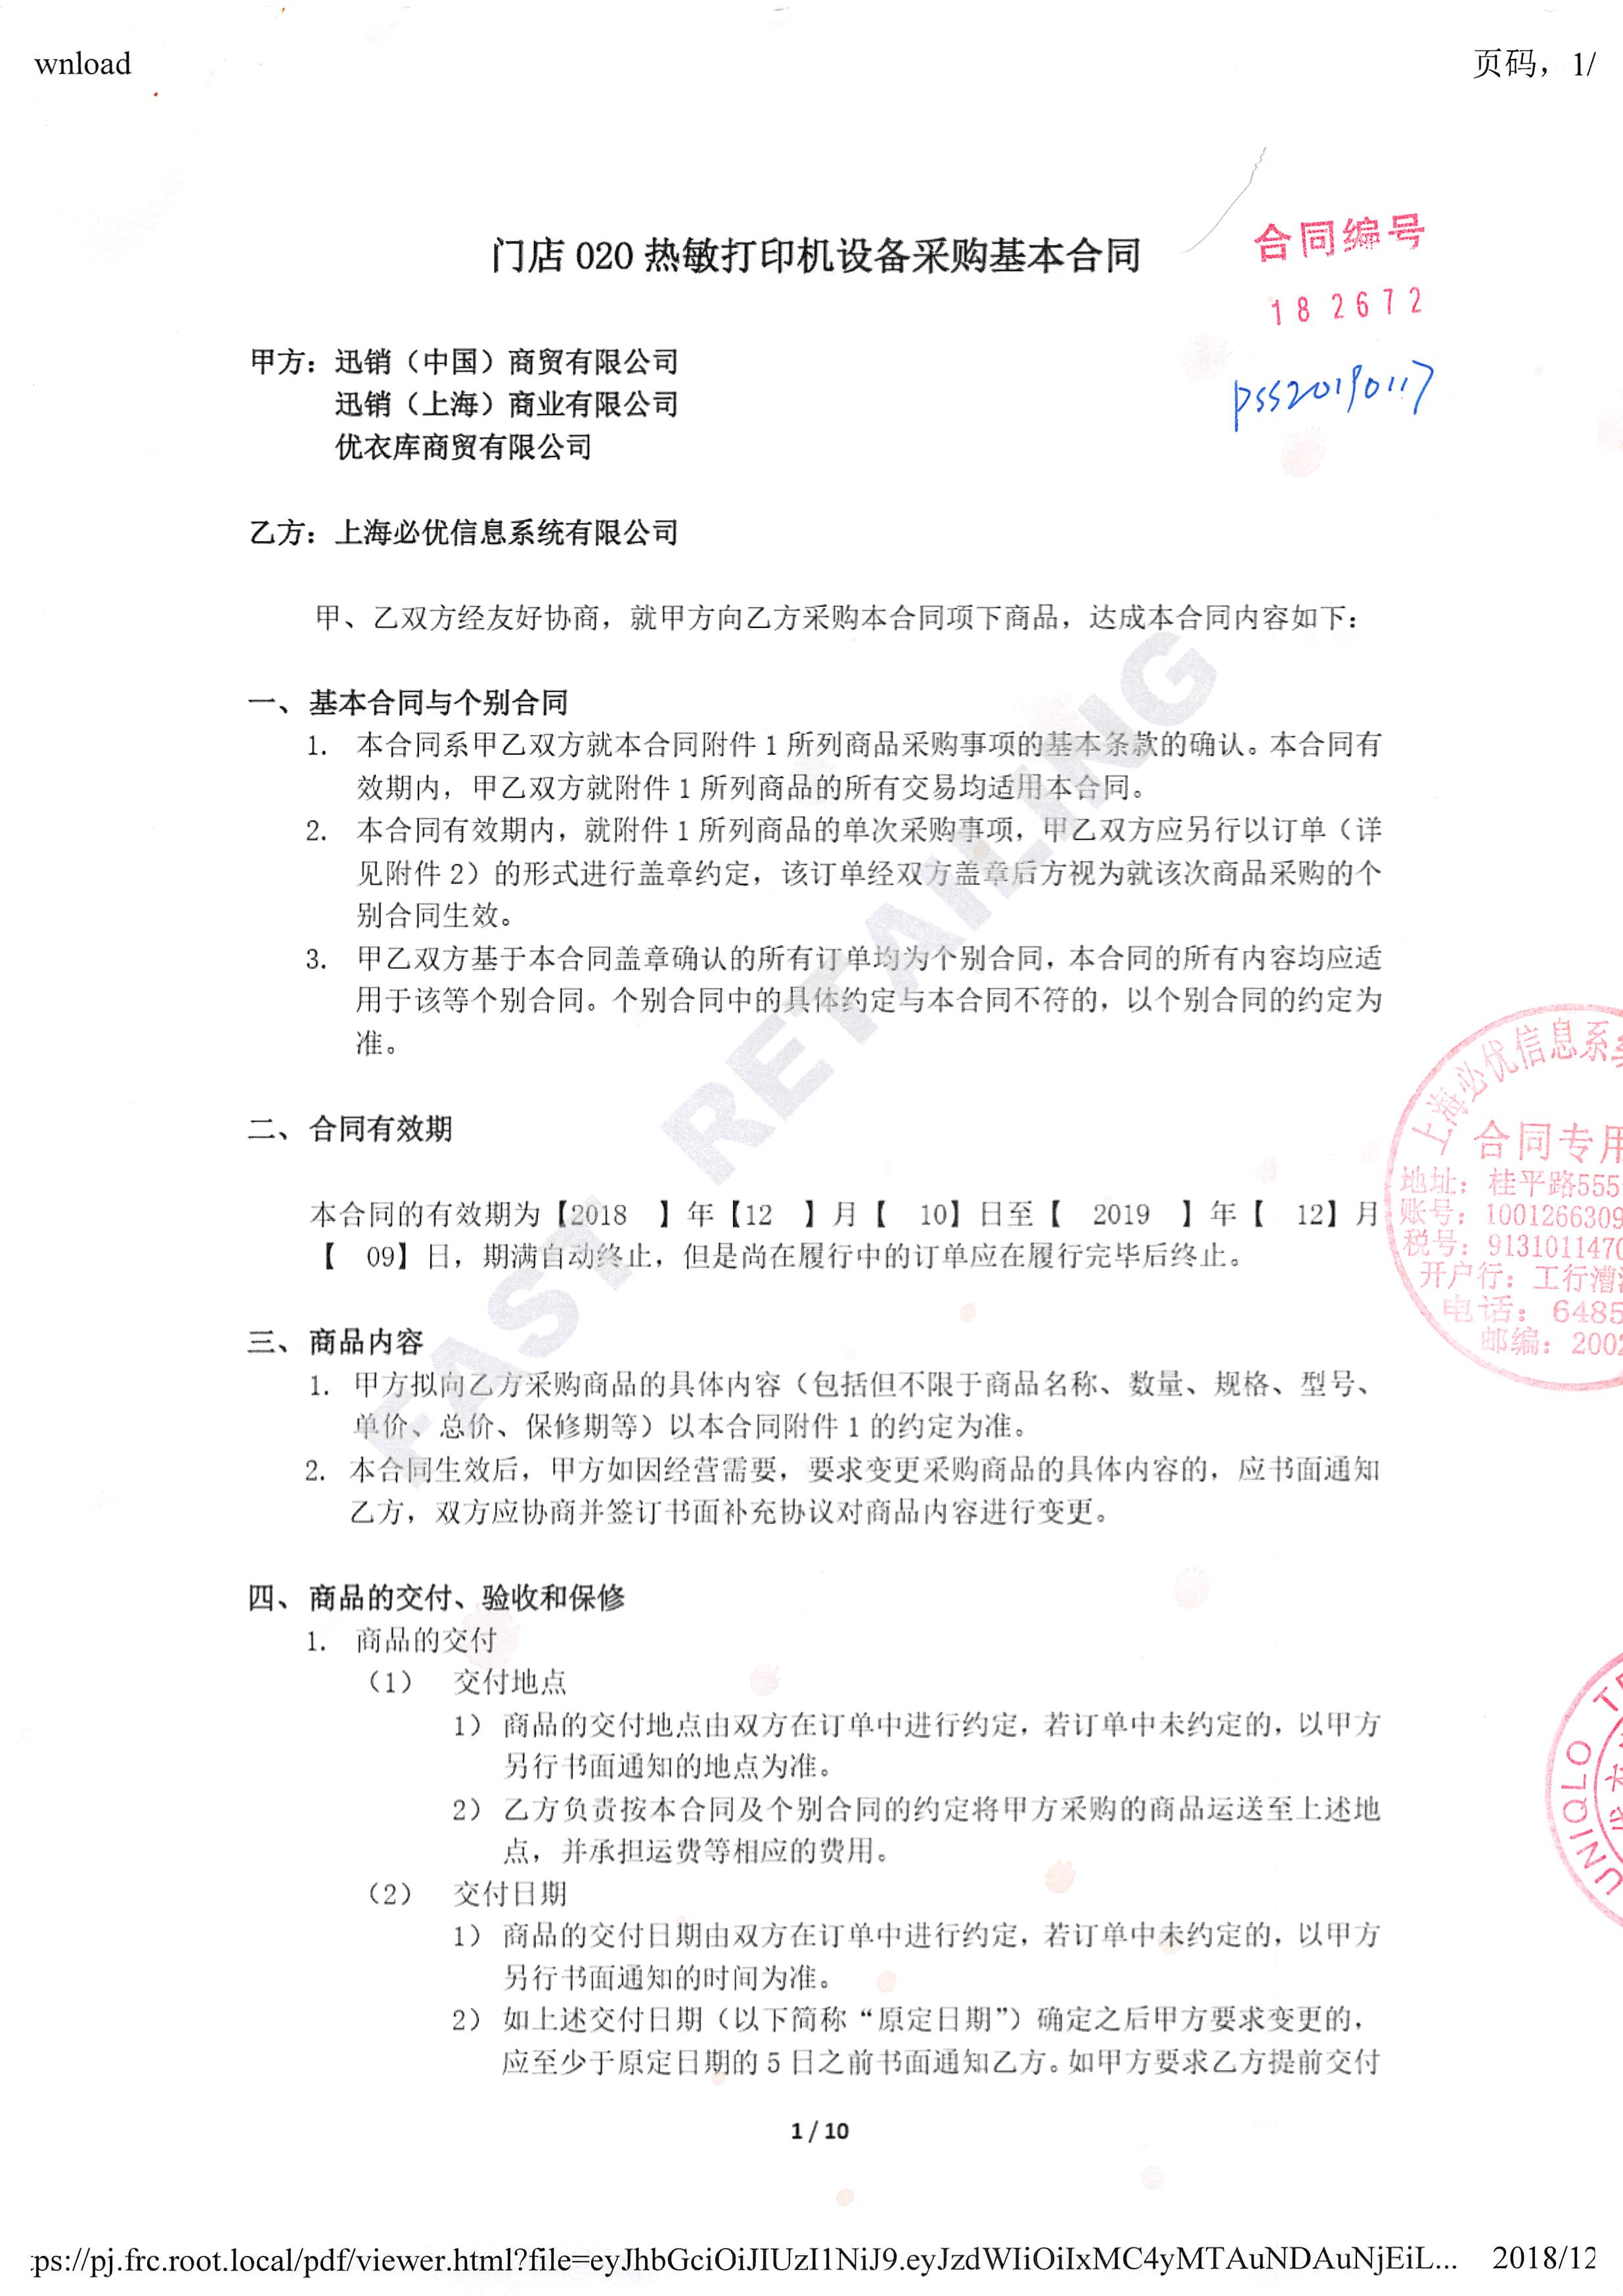 wnload
页码，1/
合同编号
182672
门店 020 热敏打印机设备采购基本合同
甲方：迅销（中国）商贸有限公司
pss20190117
迅销（上海）商业有限公司
优衣库商贸有限公司
乙方：上海必优信息系统有限公司
甲、乙双方经友好协商，就甲方向乙方采购本合同项下商品，达成本合同内容如下：
一、基本合同与个别合同
1. 本合同系甲乙双方就本合同附件 1 所列商品采购事项的基本条款的确认。本合同有
效期内，甲乙双方就附件 1 所列商品的所有交易均适用本合同。
2. 本合同有效期内，就附件 1 所列商品的单次采购事项，甲乙双方应另行以订单（详
见附件 2）的形式进行盖章约定，该订单经双方盖章后方视为就该次商品采购的个
别合同生效。
3. 甲乙双方基于本合同盖章确认的所有订单均为个别合同，本合同的所有内容均应适
用于该等个别合同。个别合同中的具体约定与本合同不符的，以个别合同的约定为
准。
二、合同有效期
本合同的有效期为【2018 】年【12 】月【 10】日至【 2019 】年【 12】月
【 09】日，期满自动终止，但是尚在履行中的订单应在履行完毕后终止。
三、商品内容
1. 甲方拟向乙方采购商品的具体内容（包括但不限于商品名称、数量、规格、型号、
单价、总价、保修期等）以本合同附件 1 的约定为准。
2. 本合同生效后，甲方如因经营需要，要求变更采购商品的具体内容的，应书面通知
乙方，双方应协商并签订书面补充协议对商品内容进行变更。
四、商品的交付、验收和保修
1. 商品的交付
（1） 交付地点
1） 商品的交付地点由双方在订单中进行约定，若订单中未约定的，以甲方
另行书面通知的地点为准。
2） 乙方负责按本合同及个别合同的约定将甲方采购的商品运送至上述地
点，并承担运费等相应的费用。
（2） 交付日期
1） 商品的交付日期由双方在订单中进行约定，若订单中未约定的，以甲方
另行书面通知的时间为准。
2） 如上述交付日期（以下简称“原定日期”）确定之后甲方要求变更的，
应至少于原定日期的 5 日之前书面通知乙方。如甲方要求乙方提前交付
FAST RETAILING
上海必优信息系
合同专用
地址：桂平路555
账号：1001266309
税号：9131011470
开户行：工行漕
电话：6485
邮编：2002
UNIQLO
1 / 10
ps://pj.frc.root.local/pdf/viewer.html?file=eyJhbGciOiJIUzI1NiJ9.eyJzdWIiOiIxMC4yMTAuNDAuNjEiL...
2018/12